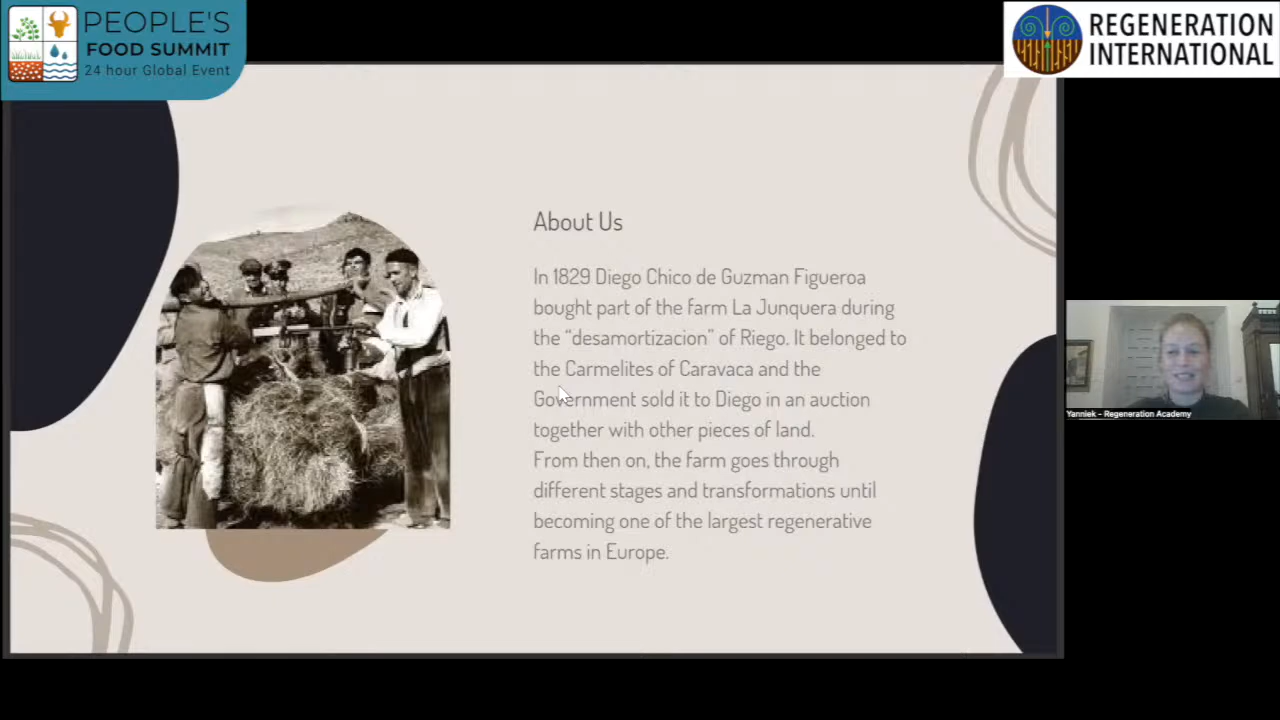 PEOPLE'S
FOOD SUMMIT
24 hour Global Event
REGENERATION
INTERNATIONAL
About Us
In 1829 Diego Chico de Guzman Figueroa
bought part of the farm La Junquera during
the “desamortizacion” of Riego. It belonged to
the Carmelites of Caravaca and the
Government sold it to Diego in an auction
together with other pieces of land.
From then on, the farm goes through
different stages and transformations until
becoming one of the largest regenerative
farms in Europe.
Yanniek - Regeneration Academy